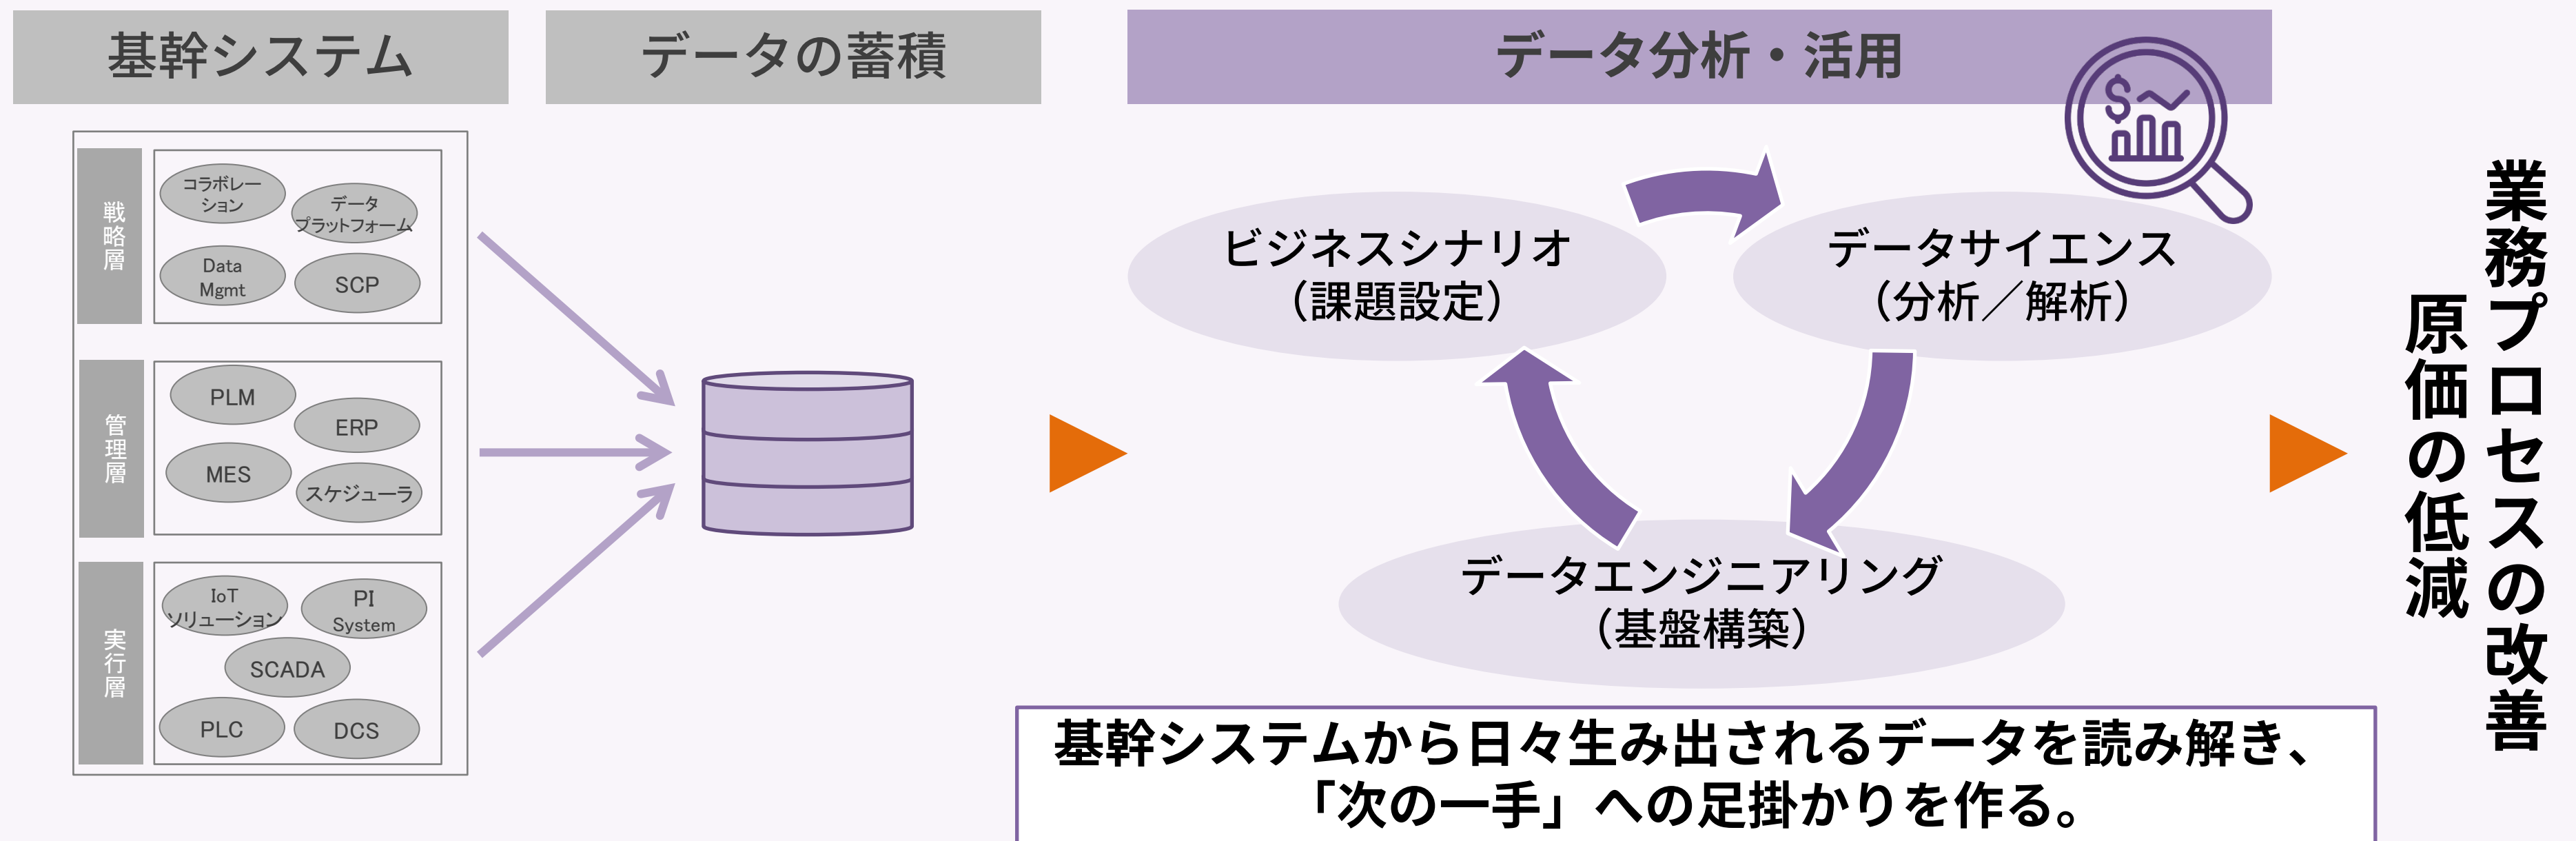 基幹システム
データの蓄積
データ分析・活用
戦略層
コラボレー
ション
データ
プラットフォーム
Data
Mgmt
SCP
管理層
PLM
ERP
MES
スケジューラ
実行層
IoT
ソリューション
PI
System
SCADA
PLC
DCS
ビジネスシナリオ
（課題設定）
データサイエンス
（分析／解析）
データエンジニアリング
（基盤構築）
基幹システムから日々生み出されるデータを読み解き、
「次の一手」への足掛かりを作る。
業務プロセスの改善
原価の低減
$